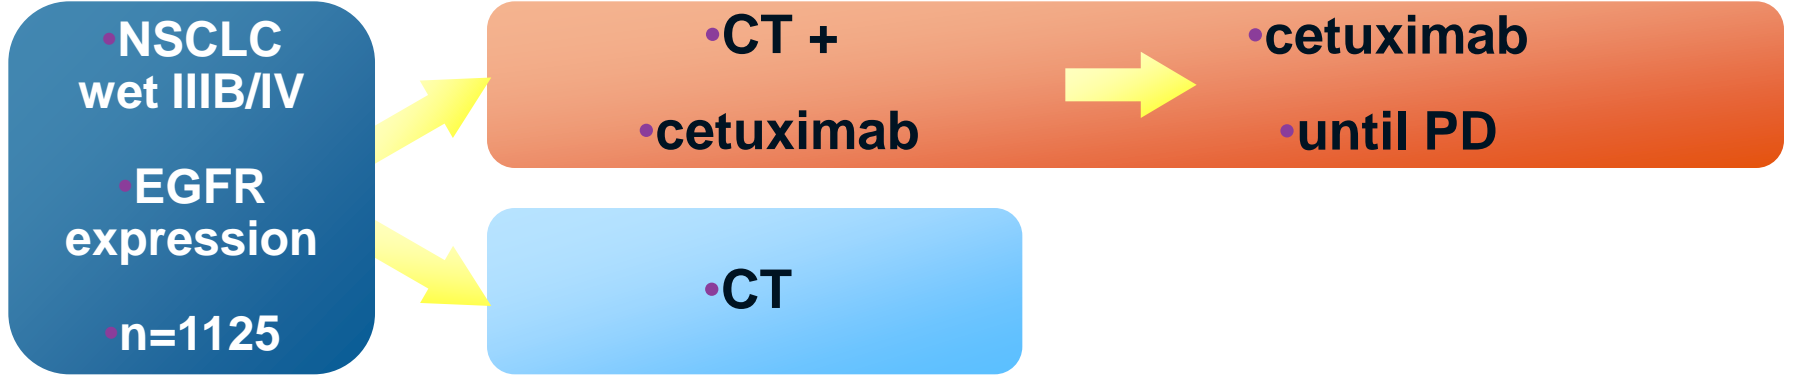 •NSCLC
wet IIIB/IV
•EGFR
expression
•n=1125
•CT +
•cetuximab
•cetuximab
•until PD
•CT